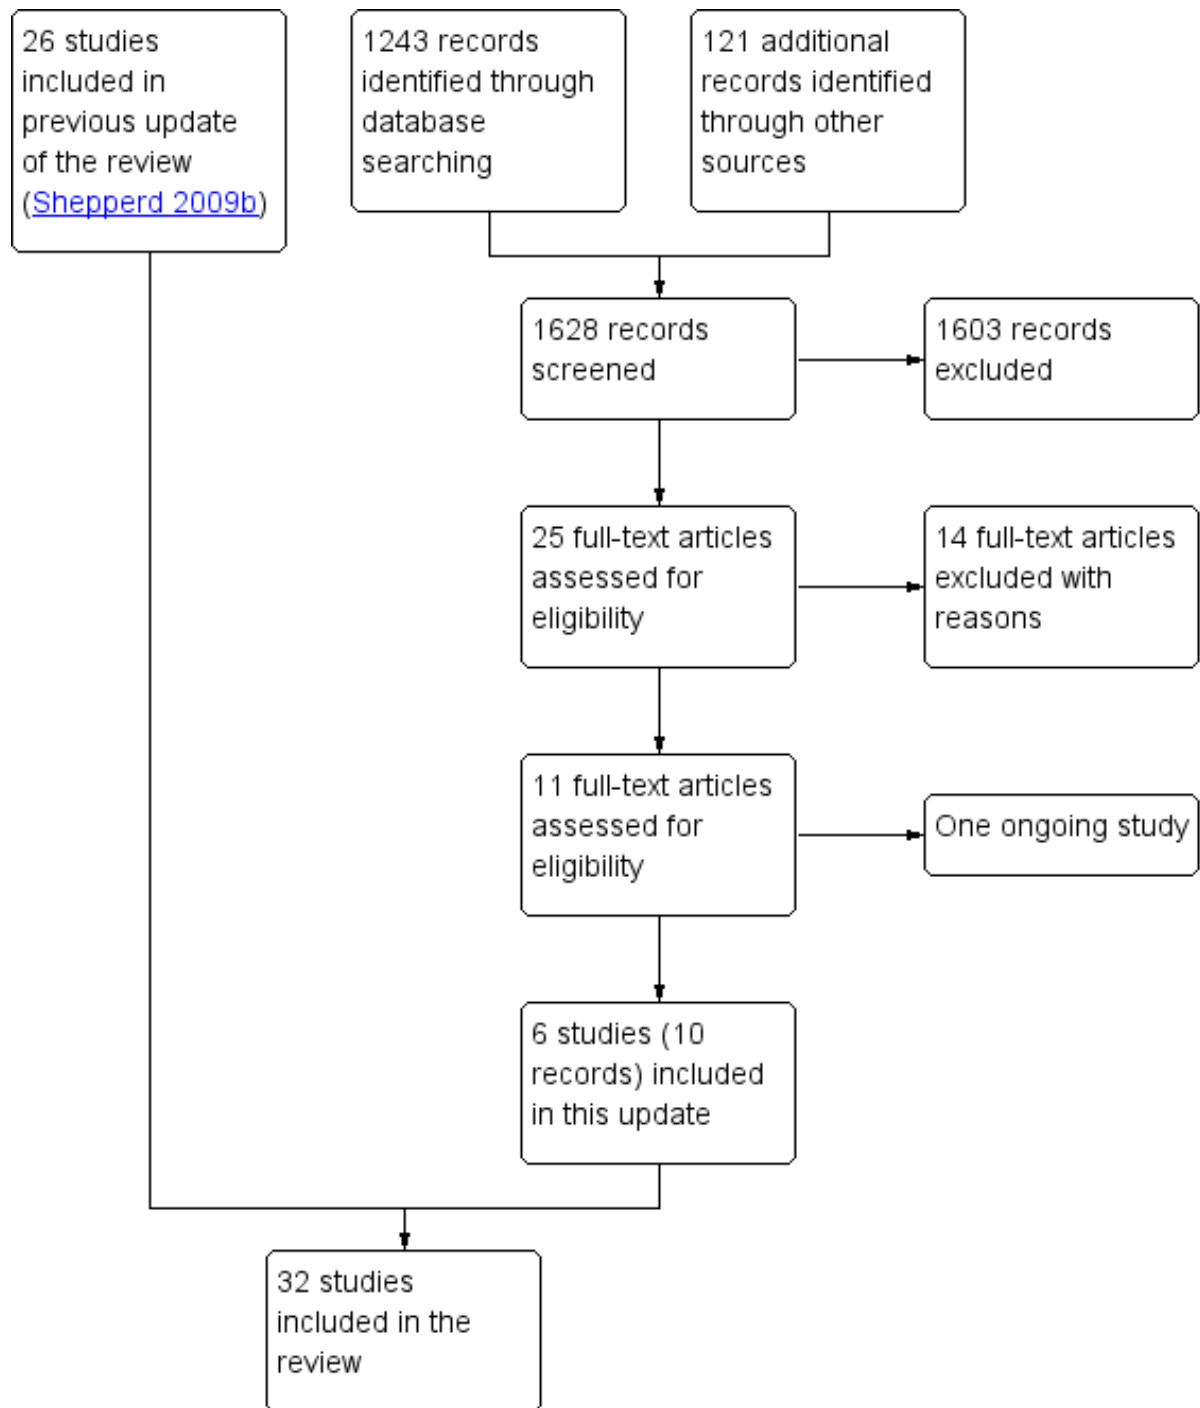 26 studies
included in
previous update
of the review
(Shepperd 2009b)
1243 records
identified through
database
searching
121 additional
records identified
through other
sources
1628 records
screened
1603 records
excluded
25 full-text articles
assessed for
eligibility
14 full-text articles
excluded with
reasons
11 full-text articles
assessed for
eligibility
One ongoing study
6 studies (10
records) included
in this update
32 studies
included in the
review